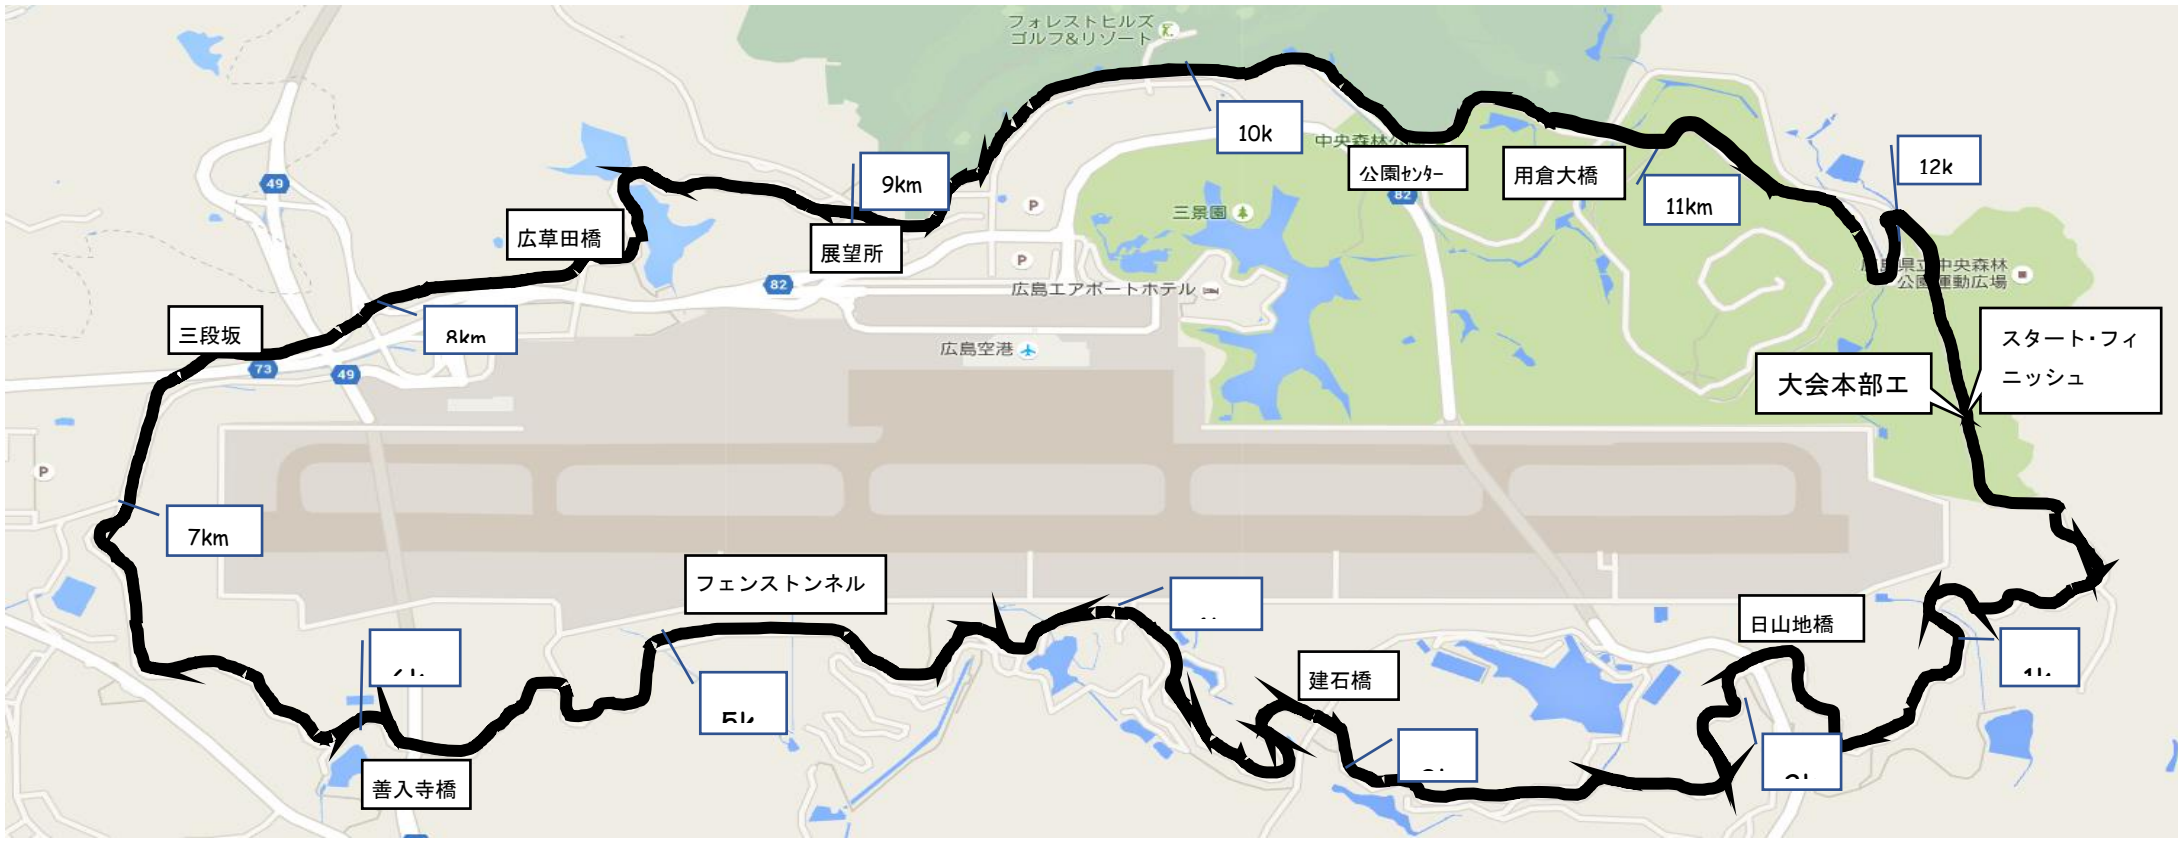 フォレストヒルズ
ゴルフ&リゾート
49
10k
中央森林公
公園ｾﾝﾀｰ
82
用倉大橋
11km
12k
9km
展望所
三景園
P
P
広草田橋
82
広島エアポートホテル
県立中央森林
公園運動広場
三段坂
8km
73
49
広島空港
スタート・フィ
ニッシュ
大会本部エ
P
7km
フェンストンネル
日山地橋
建石橋
5k
1k
善入寺橋